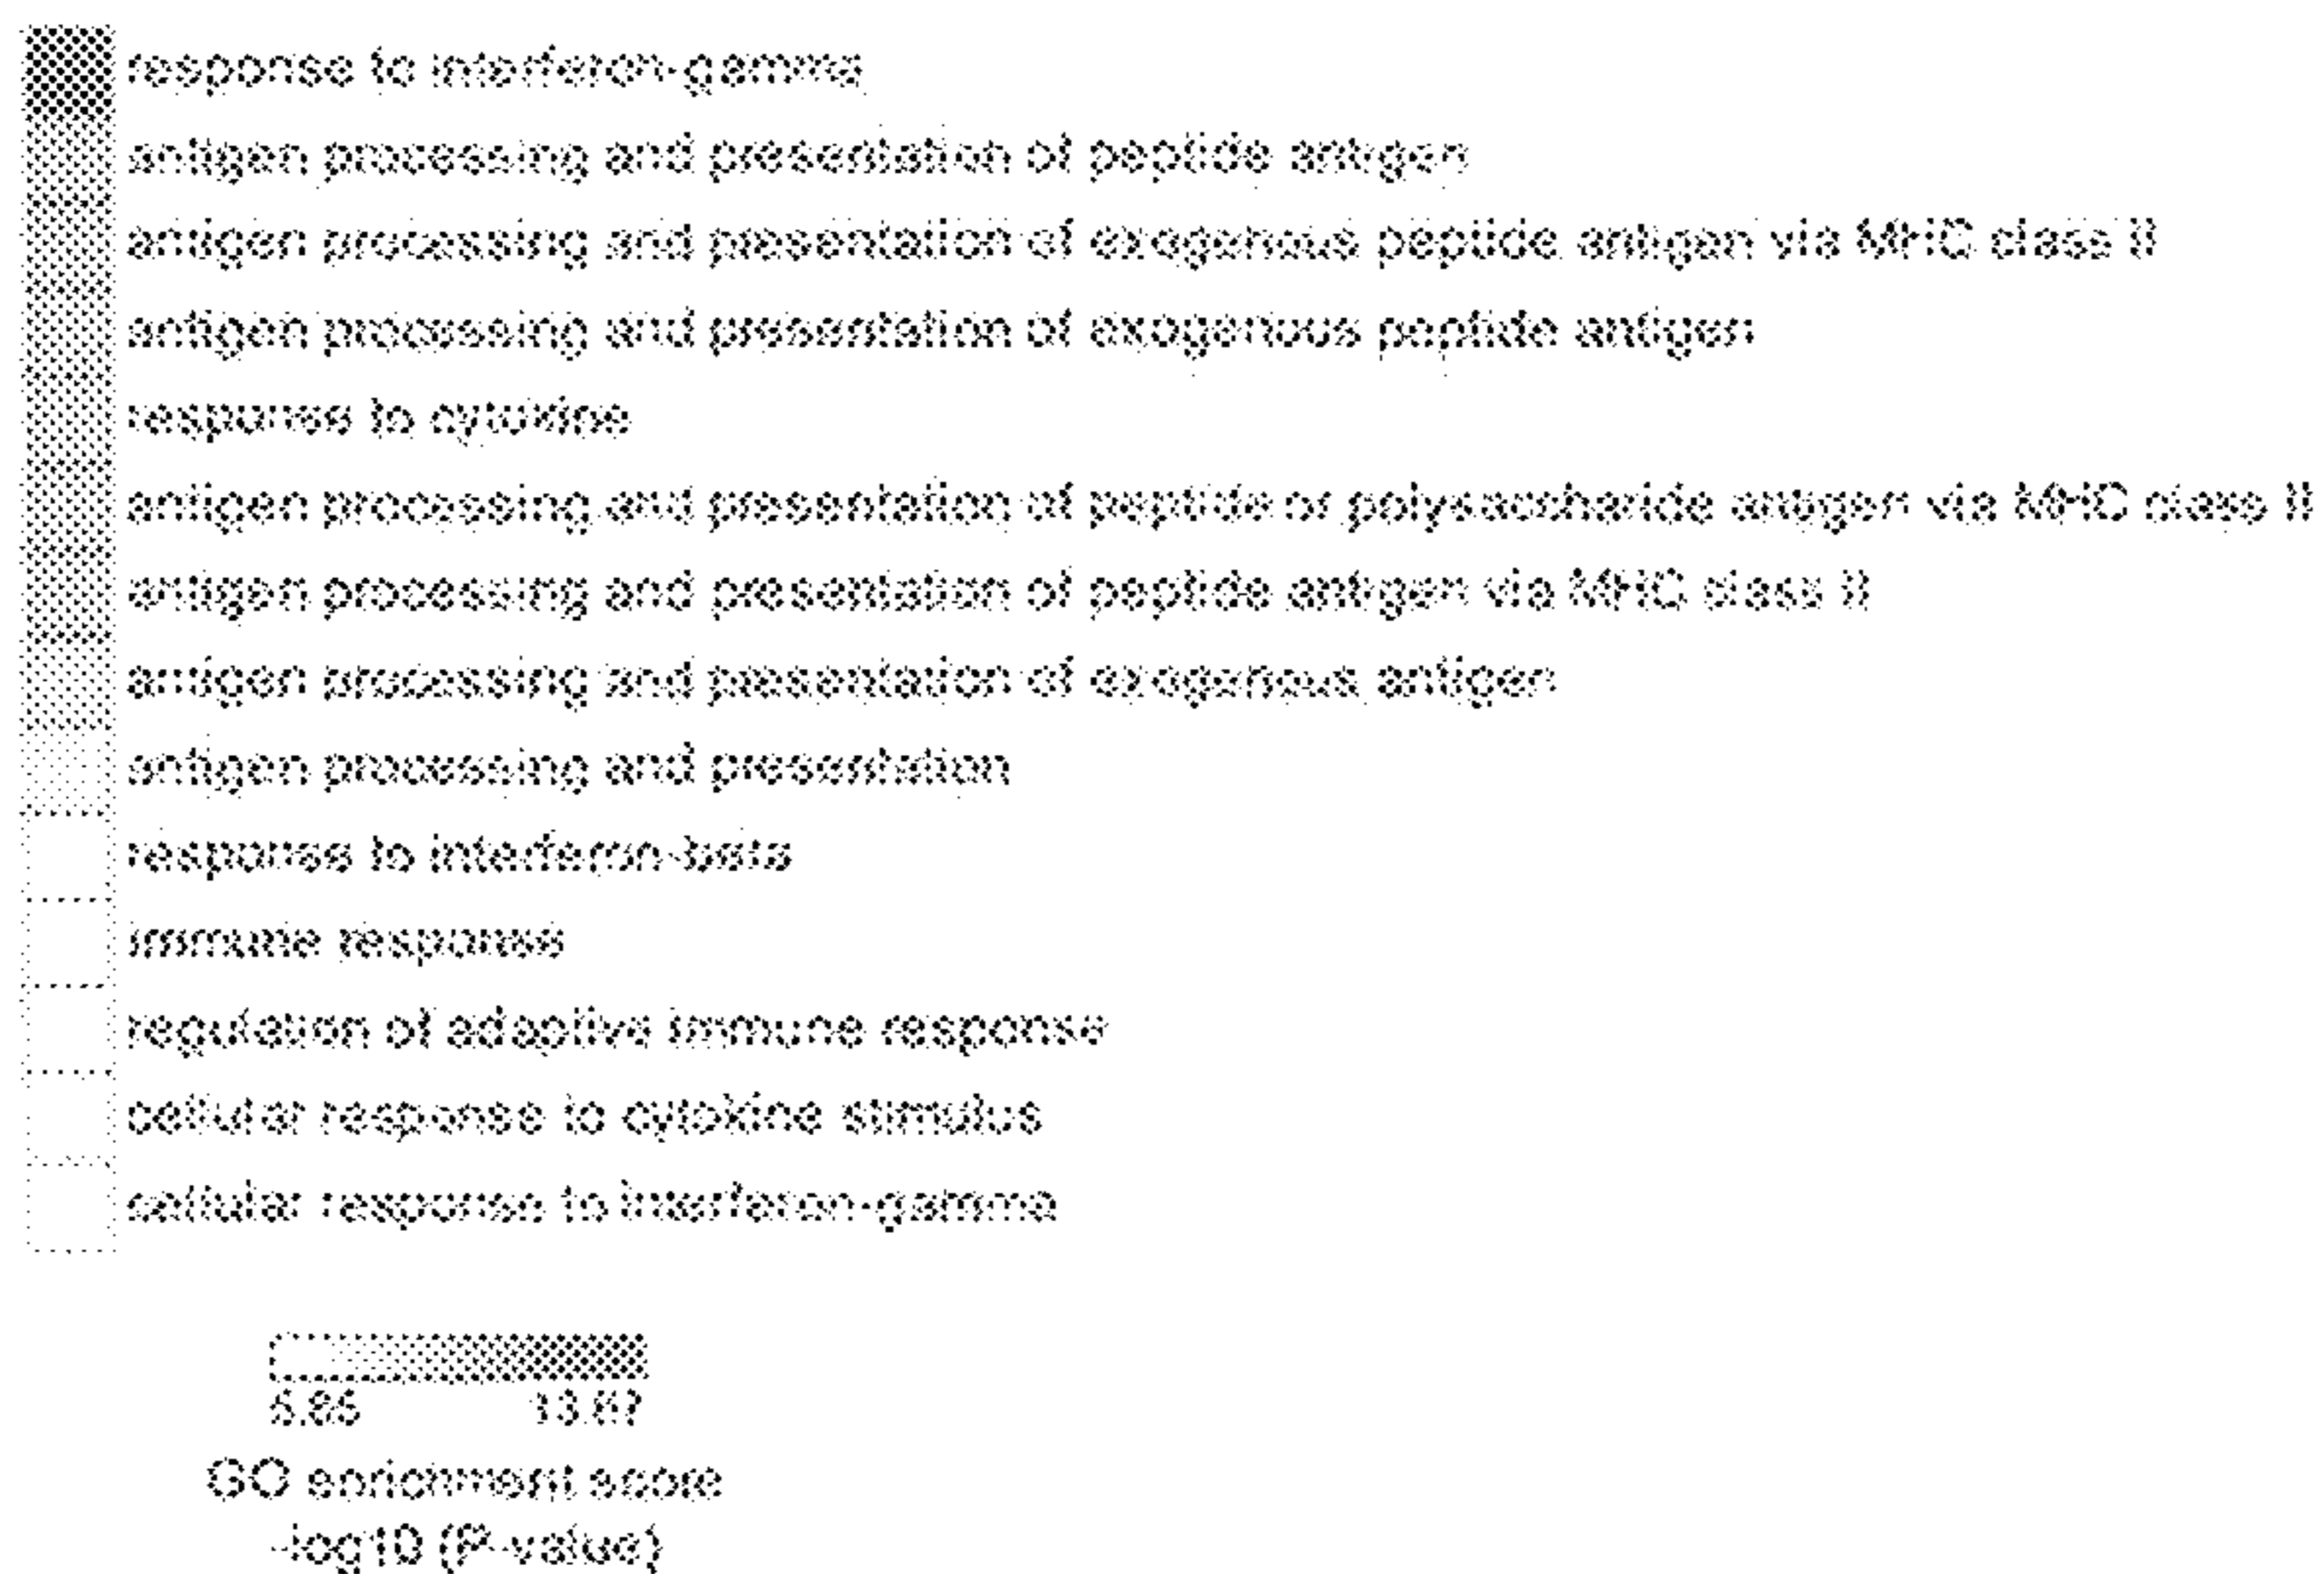 response to interferon-gamma
antigen processing and presentation of peptide antigen
antigen processing and presentation of exogenous peptide antigen via MHC class II
antigen processing and presentation of exogenous peptide antigen
response to cytokine
antigen processing and presentation of peptide or polysaccharide antigen via MHC class II
antigen processing and presentation of peptide antigen via MHC class II
antigen processing and presentation of exogenous antigen
antigen processing and presentation
response to interferon-beta
immune response
regulation of adaptive immune response
cellular response to cytokine stimulus
cellular response to interferon-gamma
GO enrichment score
-log10 (P-value)